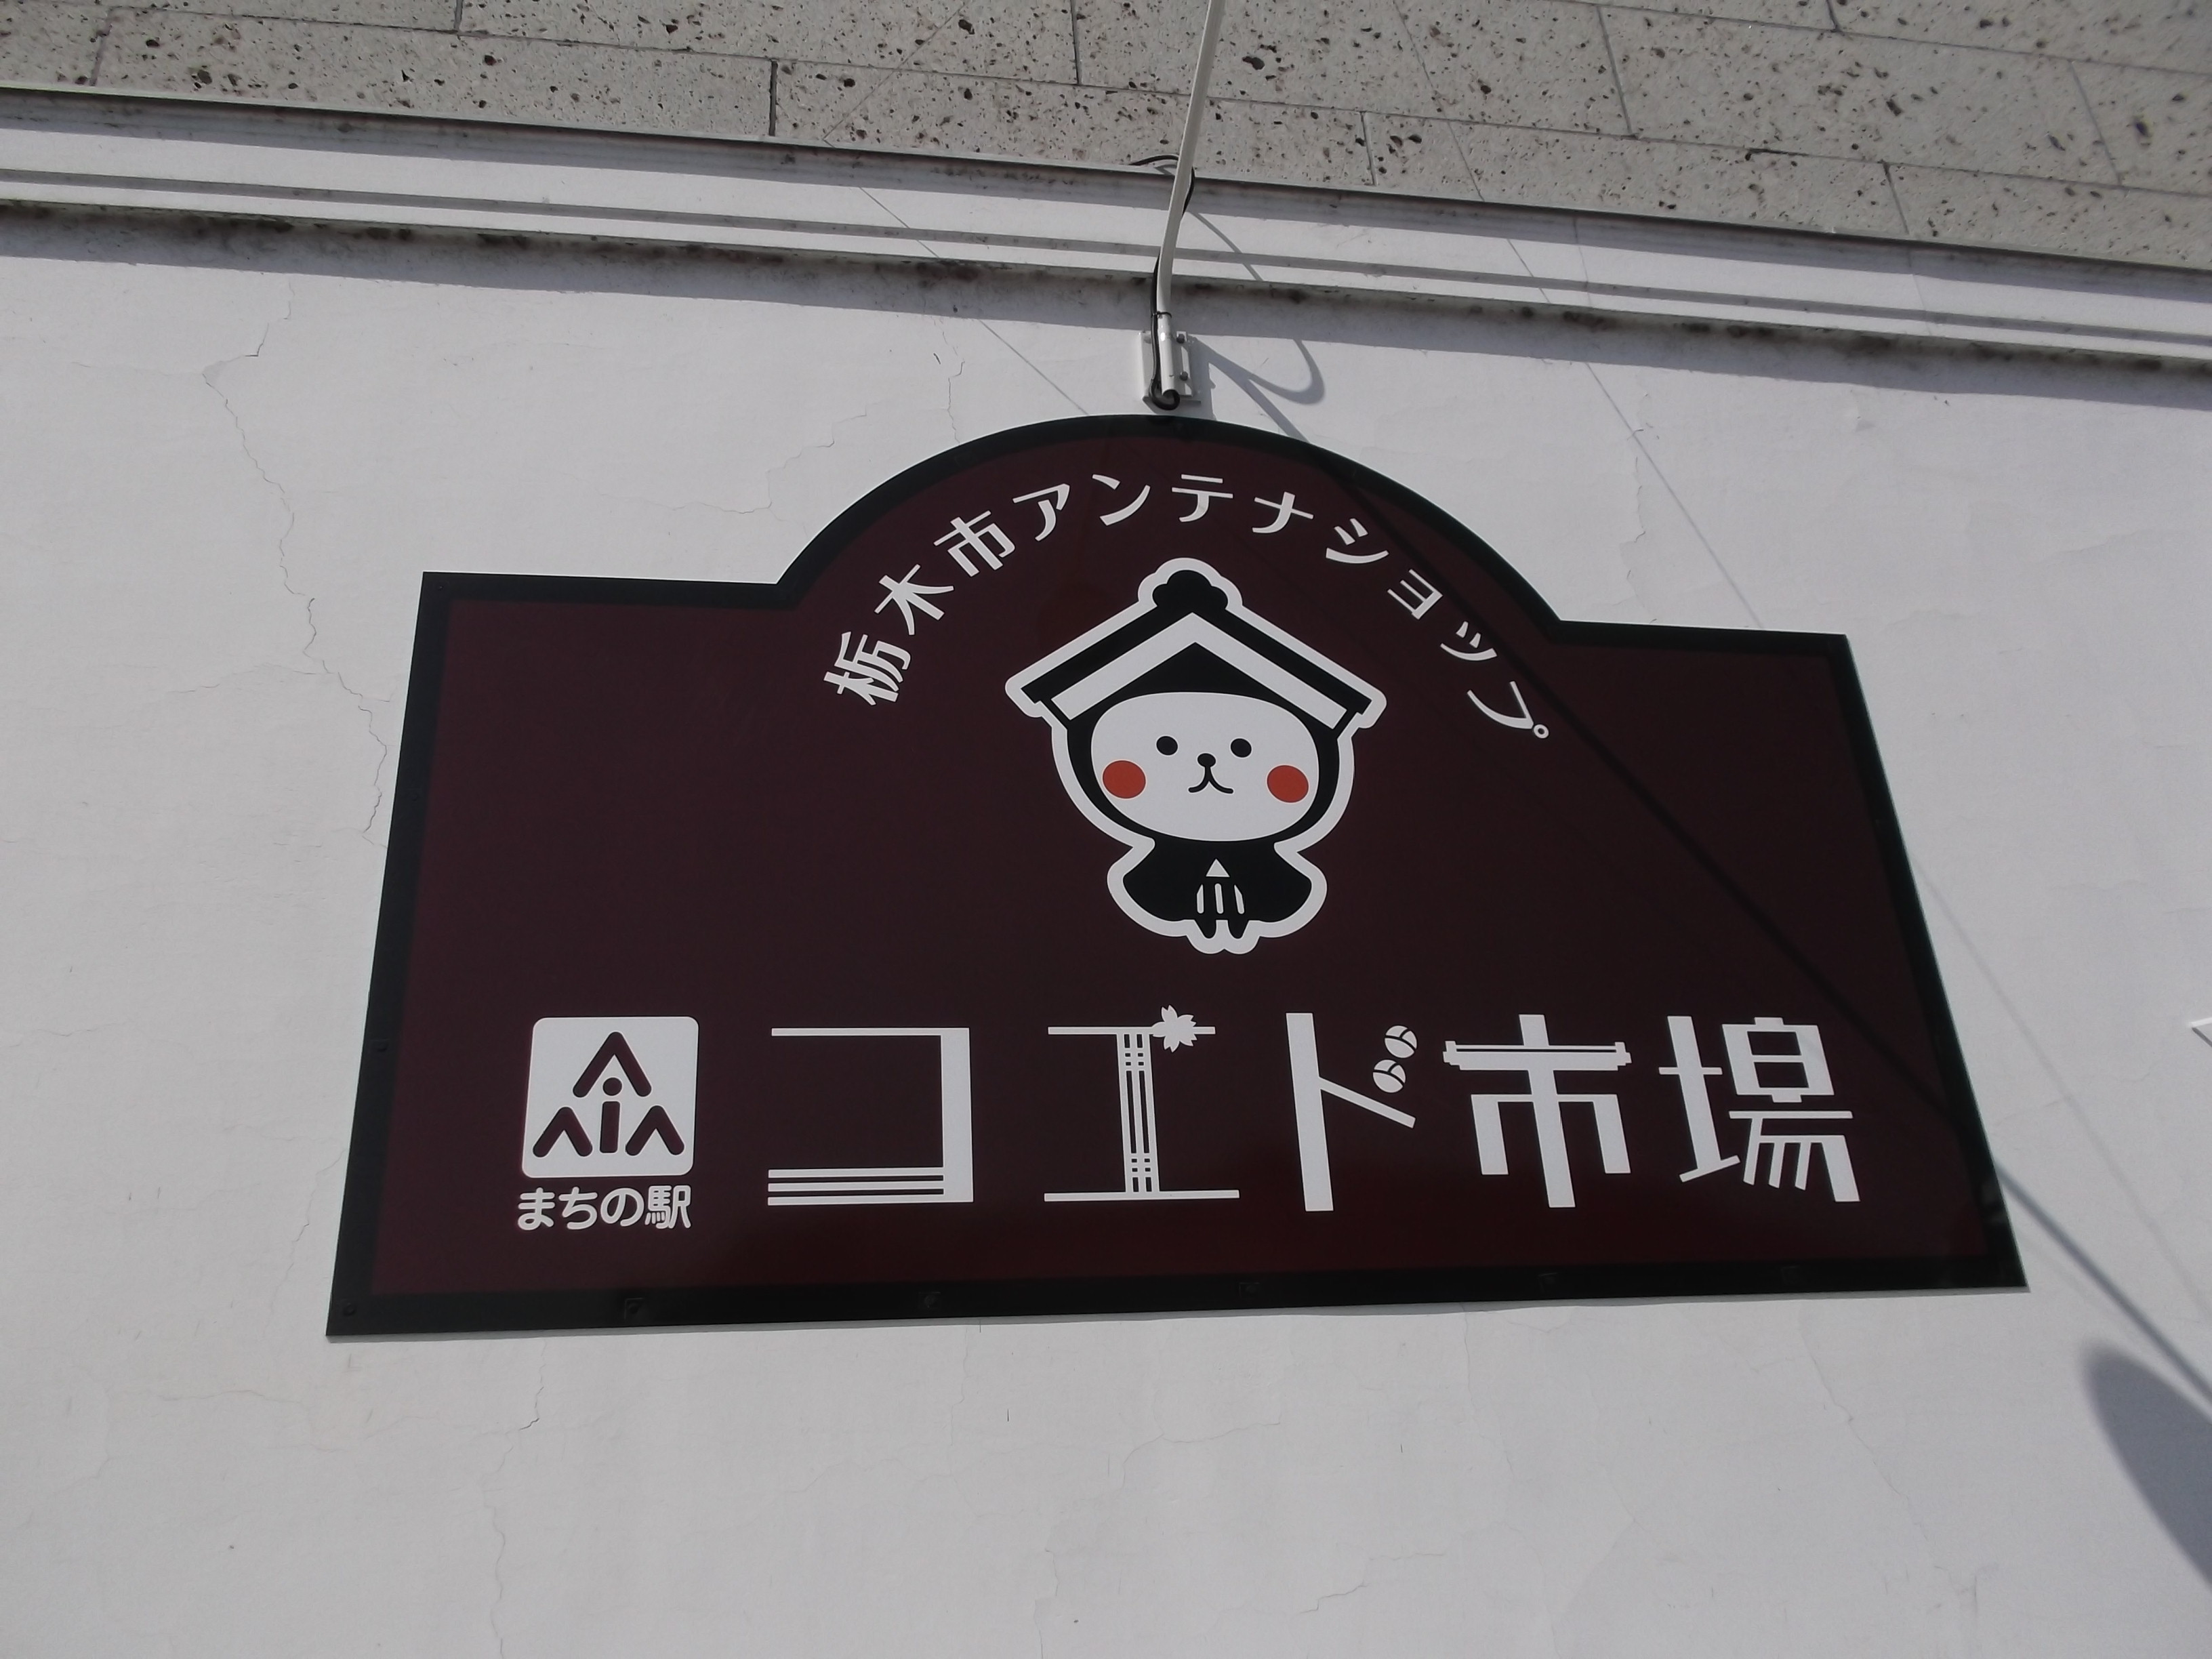 栃木市アンテナショップ
コエド市場
まちの駅